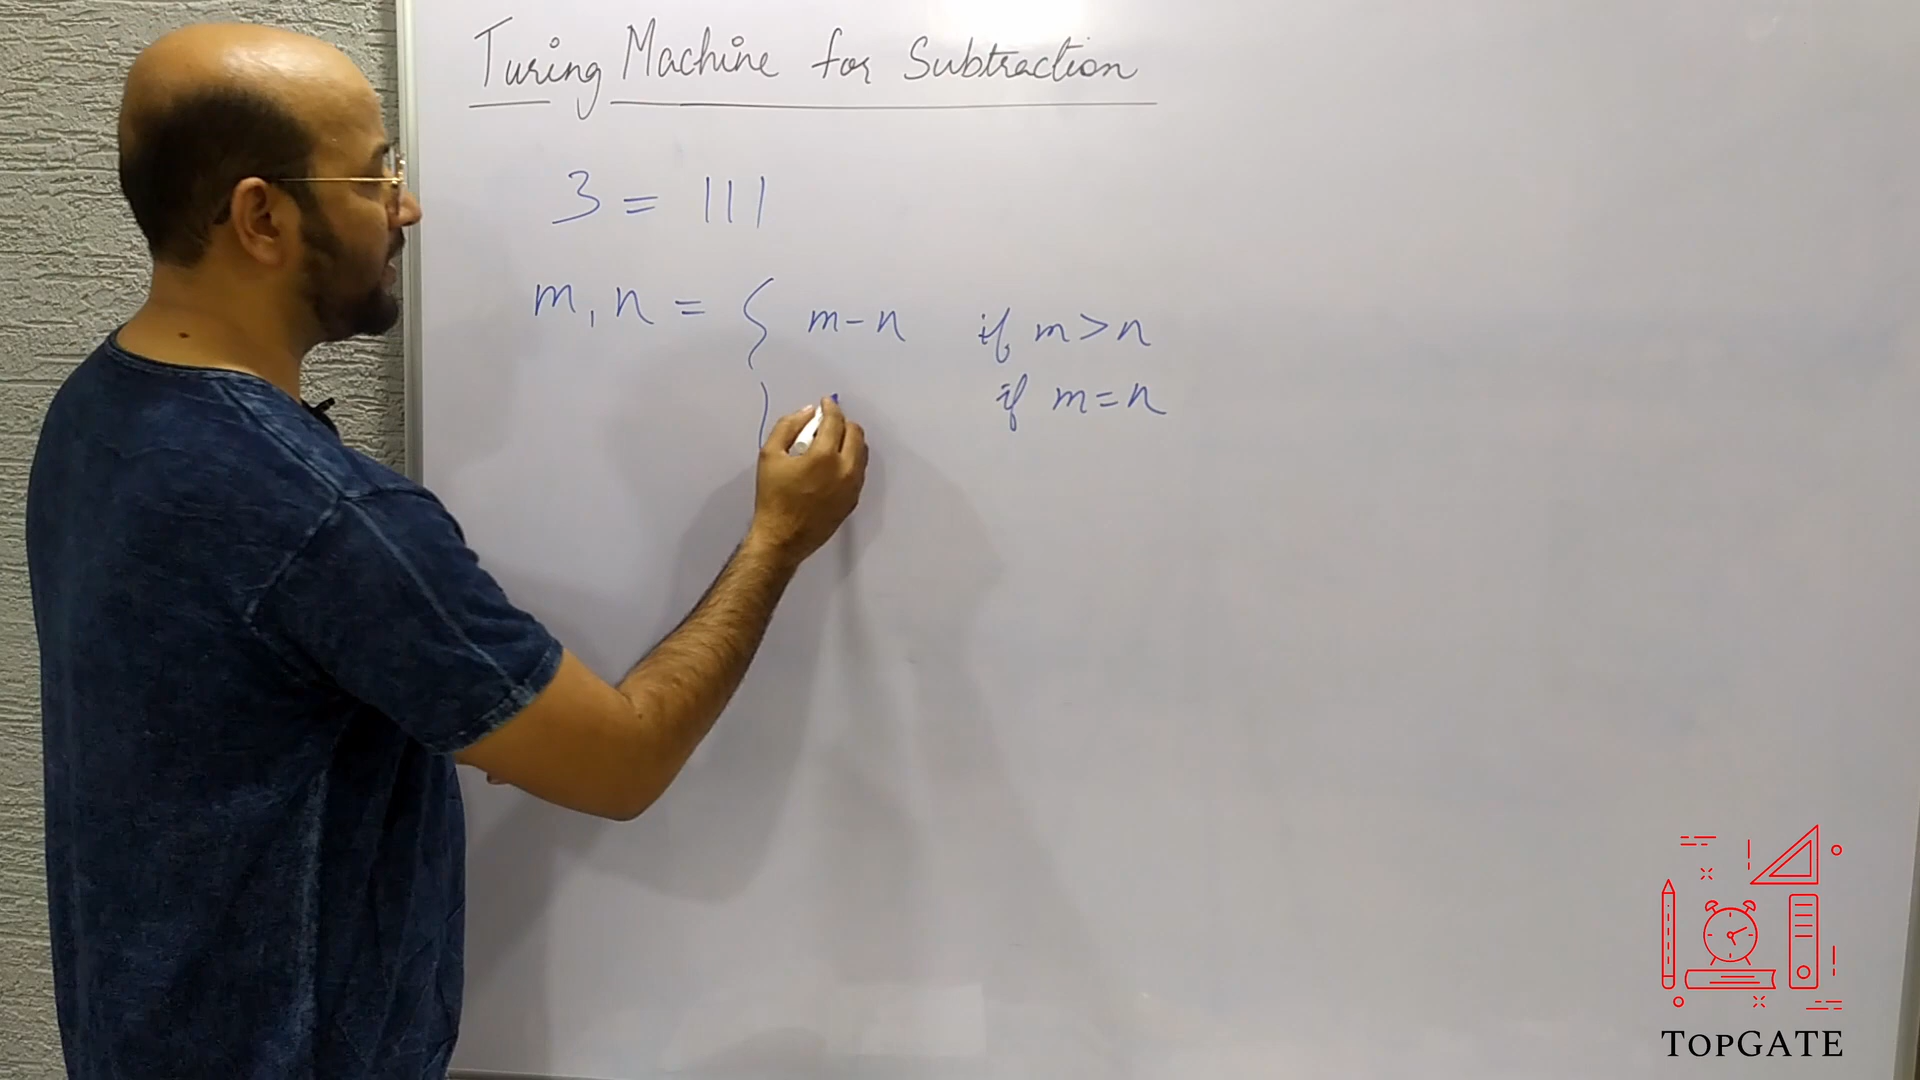 Turing Machine for Subtraction
3 = 111
m, n = { m-n if m>n
if m=n
TOPGATE